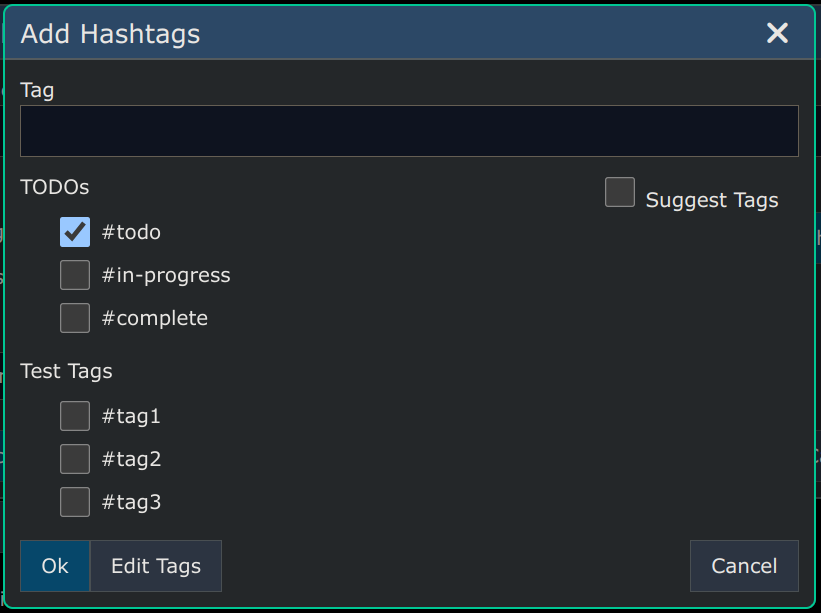 Add Hashtags
Tag
TODOs
Suggest Tags
#todo
#in-progress
#complete
Test Tags
#tag1
#tag2
#tag3
Ok
Edit Tags
Cancel